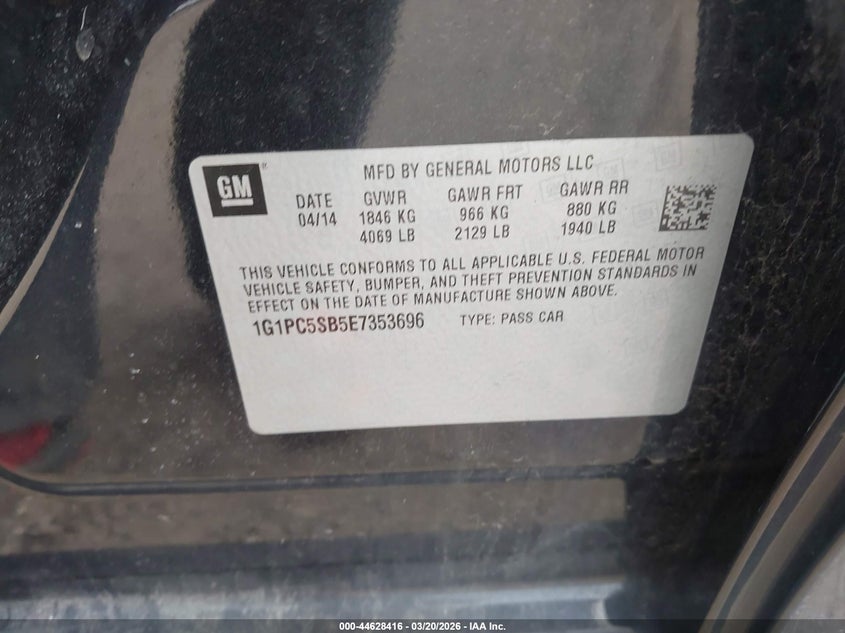 GM
MFD BY GENERAL MOTORS LLC
DATE GVWR GAWR FRT GAWR RR
04/14 1846 KG 966 KG 880 KG
4069 LB 2129 LB 1940 LB
THIS VEHICLE CONFORMS TO ALL APPLICABLE U.S. FEDERAL MOTOR
VEHICLE SAFETY, BUMPER, AND THEFT PREVENTION STANDARDS IN
EFFECT ON THE DATE OF MANUFACTURE SHOWN ABOVE.
1G1PC5SB5E7353696 TYPE: PASS CAR
000-44628416 | 03/20/2026 - IAA Inc.